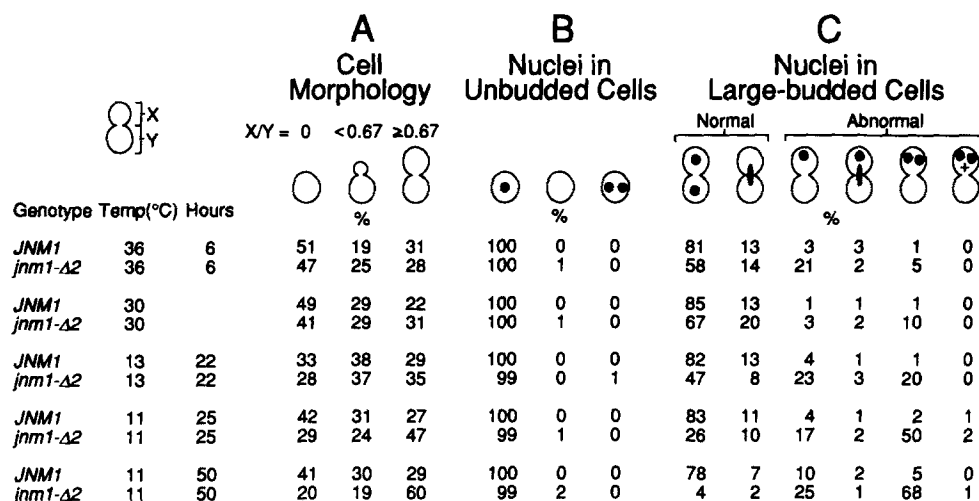 A B C
Cell Nuclei in Nuclei in
Morphology Unbudded Cells Large-budded Cells
Normal Abnormal
X
Y
X/Y = 0 <0.67 ≥0.67
+
Genotype Temp(°C) Hours % % %
JNM1 36 6 51 19 31 100 0 0 81 13 3 3 1 0
jnm1-Δ2 36 6 47 25 28 100 1 0 58 14 21 2 5 0
JNM1 30 49 29 22 100 0 0 85 13 1 1 1 0
jnm1-Δ2 30 41 29 31 100 1 0 67 20 3 2 10 0
JNM1 13 22 33 38 29 100 0 0 82 13 4 1 1 0
jnm1-Δ2 13 22 28 37 35 99 0 1 47 8 23 3 20 0
JNM1 11 25 42 31 27 100 0 0 83 11 4 1 2 1
jnm1-Δ2 11 25 29 24 47 99 1 0 26 10 17 2 50 2
JNM1 11 50 41 30 29 100 0 0 78 7 10 2 5 0
jnm1-Δ2 11 50 20 19 60 99 2 0 4 2 25 1 68 1